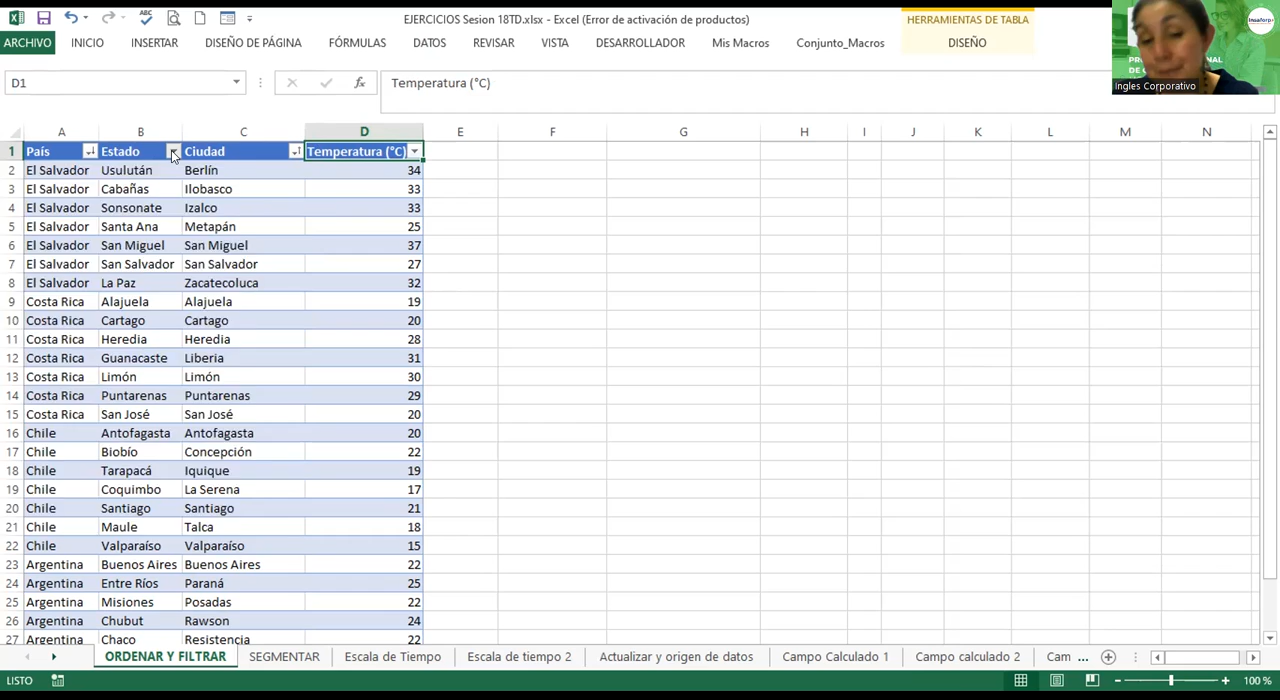 EJERCICIOS Sesion 18TD.xlsx - Excel (Error de activación de productos)
HERRAMIENTAS DE TABLA
ARCHIVO INICIO INSERTAR DISEÑO DE PÁGINA FÓRMULAS DATOS REVISAR VISTA DESARROLLADOR Mis Macros Conjunto_Macros DISEÑO
Ingles Corporativo
D1 fx Temperatura (°C)
A B C D E F G H I J K L M N
1 País Estado Ciudad Temperatura (°C)
2 El Salvador Usulután Berlín 34
3 El Salvador Cabañas Ilobasco 33
4 El Salvador Sonsonate Izalco 33
5 El Salvador Santa Ana Metapán 25
6 El Salvador San Miguel San Miguel 37
7 El Salvador San Salvador San Salvador 27
8 El Salvador La Paz Zacatecoluca 32
9 Costa Rica Alajuela Alajuela 19
10 Costa Rica Cartago Cartago 20
11 Costa Rica Heredia Heredia 28
12 Costa Rica Guanacaste Liberia 31
13 Costa Rica Limón Limón 30
14 Costa Rica Puntarenas Puntarenas 29
15 Costa Rica San José San José 20
16 Chile Antofagasta Antofagasta 20
17 Chile Biobío Concepción 22
18 Chile Tarapacá Iquique 19
19 Chile Coquimbo La Serena 17
20 Chile Santiago Santiago 21
21 Chile Maule Talca 18
22 Chile Valparaíso Valparaíso 15
23 Argentina Buenos Aires Buenos Aires 22
24 Argentina Entre Ríos Paraná 25
25 Argentina Misiones Posadas 22
26 Argentina Chubut Rawson 24
27 Argentina Chaco Resistencia 22
ORDENAR Y FILTRAR SEGMENTAR Escala de Tiempo Escala de tiempo 2 Actualizar y origen de datos Campo Calculado 1 Campo calculado 2 Cam ...
LISTO 100 %